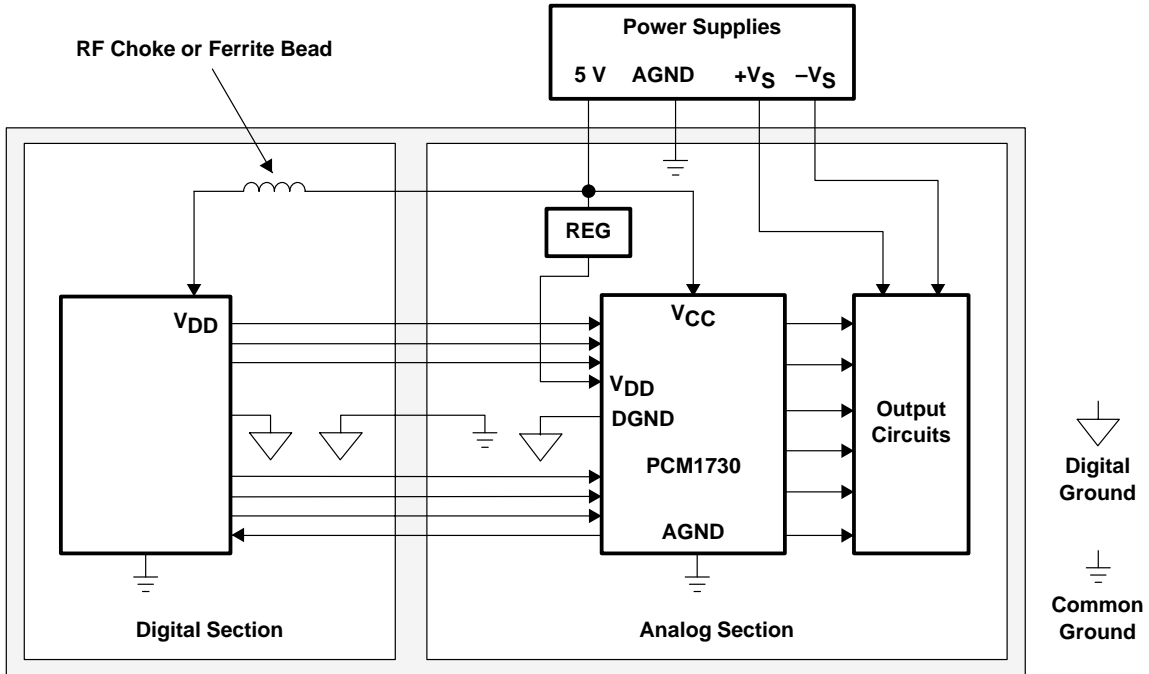 Power Supplies
RF Choke or Ferrite Bead
5 V AGND +VS –VS
REG
VDD
VCC
VDD
DGND
Output
Circuits
PCM1730
Digital
Ground
AGND
Common
Ground
Digital Section
Analog Section